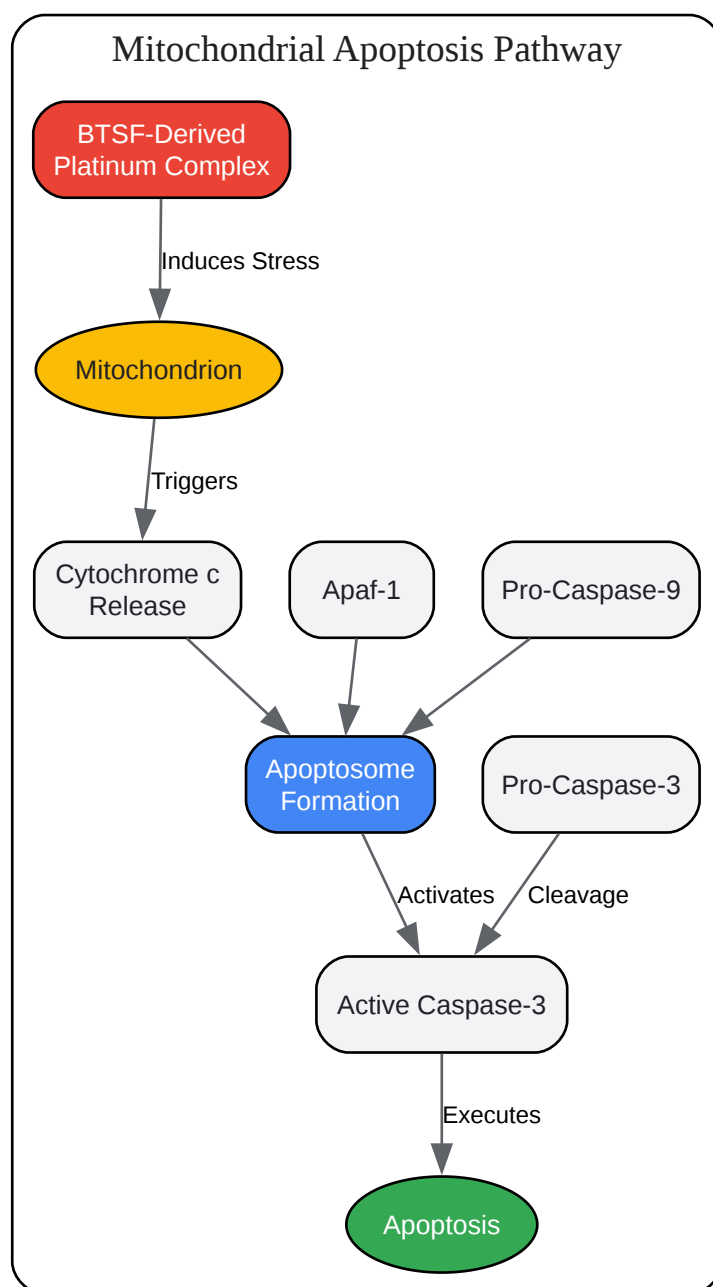 Mitochondrial Apoptosis Pathway
BTSF-Derived
Platinum Complex
Induces Stress
Mitochondrion
Triggers
Cytochrome c
Release
Apaf-1
Pro-Caspase-9
Apoptosome
Formation
Pro-Caspase-3
Activates
Cleavage
Active Caspase-3
Executes
Apoptosis